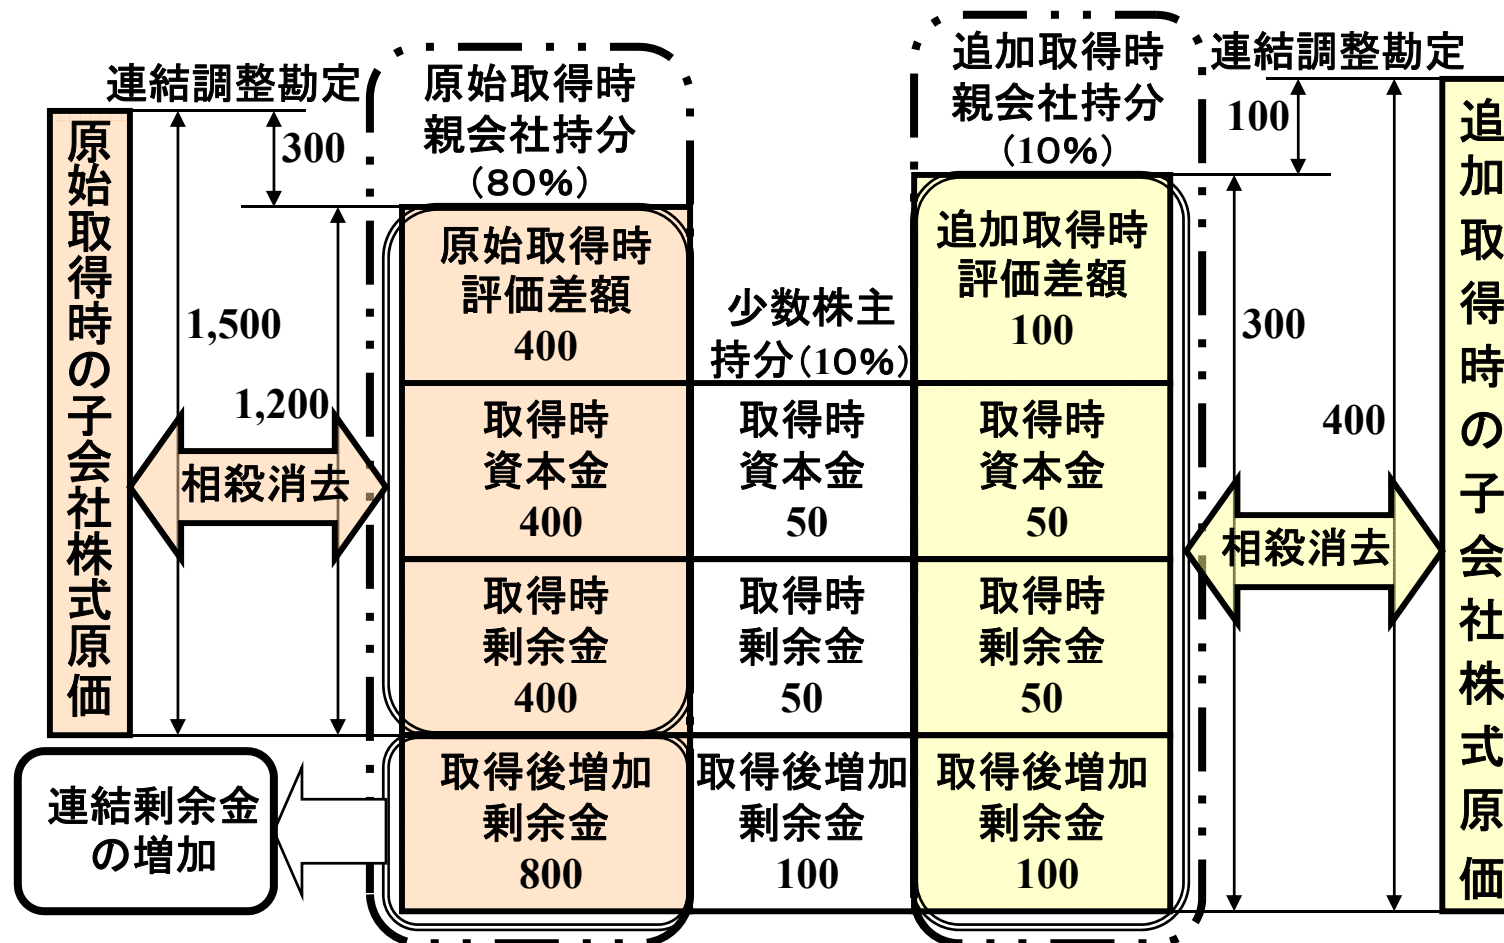 連結調整勘定
原始取得時の子会社株式原価
300
1,500
1,200
相殺消去
原始取得時
親会社持分
(80%)
原始取得時
評価差額
400
取得時
資本金
400
取得時
剰余金
400
取得後増加
剰余金
800
連結剰余金
の増加
少数株主
持分(10%)
取得時
資本金
50
取得時
剰余金
50
取得後増加
剰余金
100
追加取得時
親会社持分
(10%)
追加取得時
評価差額
100
取得時
資本金
50
取得時
剰余金
50
取得後増加
剰余金
100
連結調整勘定
100
300
400
相殺消去
追加取得時の子会社株式原価